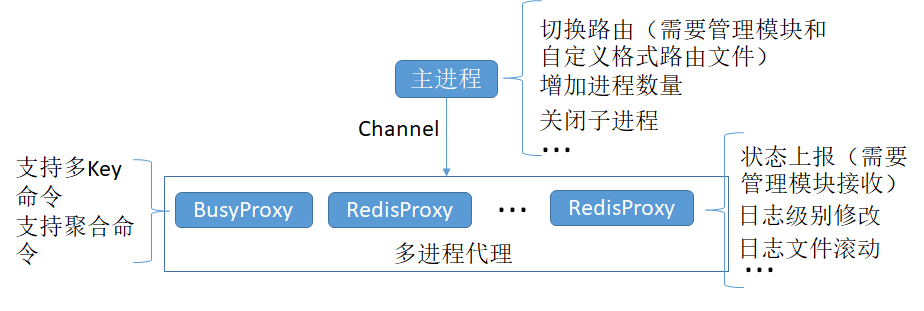 切换路由（需要管理模块和
自定义格式路由文件）
增加进程数量
关闭子进程
…
主进程
Channel
支持多Key
命令
支持聚合命
令
BusyProxy
RedisProxy
…
RedisProxy
多进程代理
状态上报（需要
管理模块接收）
日志级别修改
日志文件滚动
…